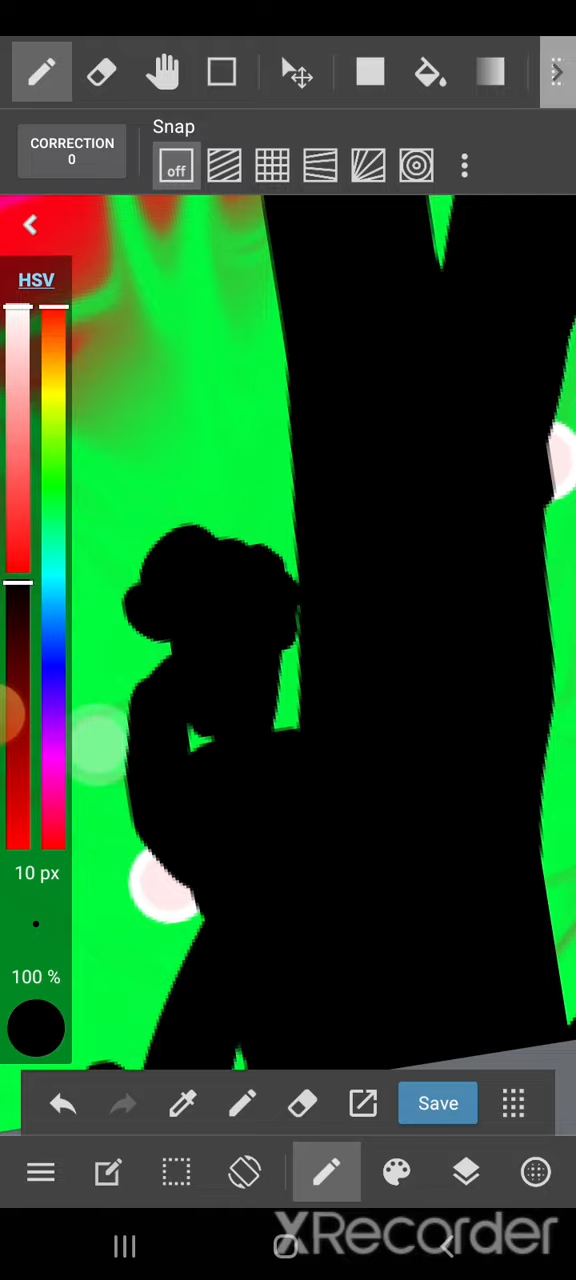 Snap
CORRECTION
0
off
HSV
10 px
100 %
Save
XRecorder